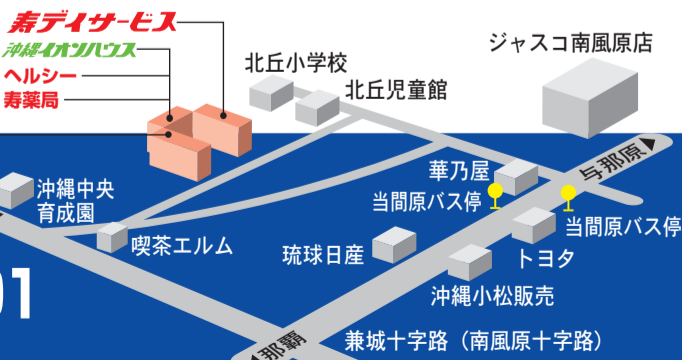 寿デイサービス
沖縄イオンハウス
ヘルシー
寿薬局
北丘小学校
北丘児童館
ジャスコ南風原店
与那原
華乃屋
当間原バス停
当間原バス停
沖縄中央
育成園
喫茶エルム
琉球日産
トヨタ
沖縄小松販売
01
那覇
兼城十字路（南風原十字路）